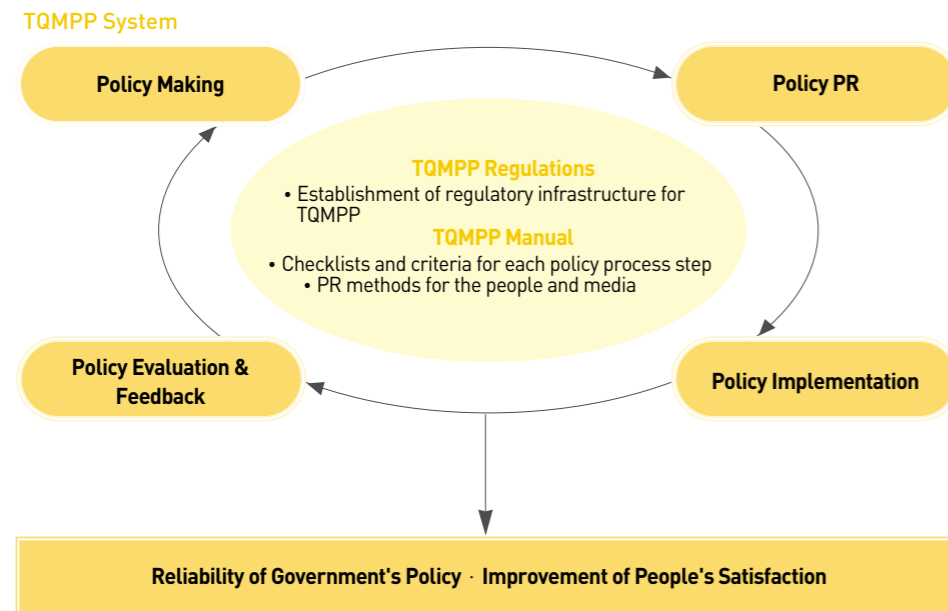 TQMPP System
Policy Making
Policy PR
TQMPP Regulations
• Establishment of regulatory infrastructure for
TQMPP
TQMPP Manual
• Checklists and criteria for each policy process step
• PR methods for the people and media
Policy Evaluation &
Feedback
Policy Implementation
Reliability of Government's Policy · Improvement of People's Satisfaction